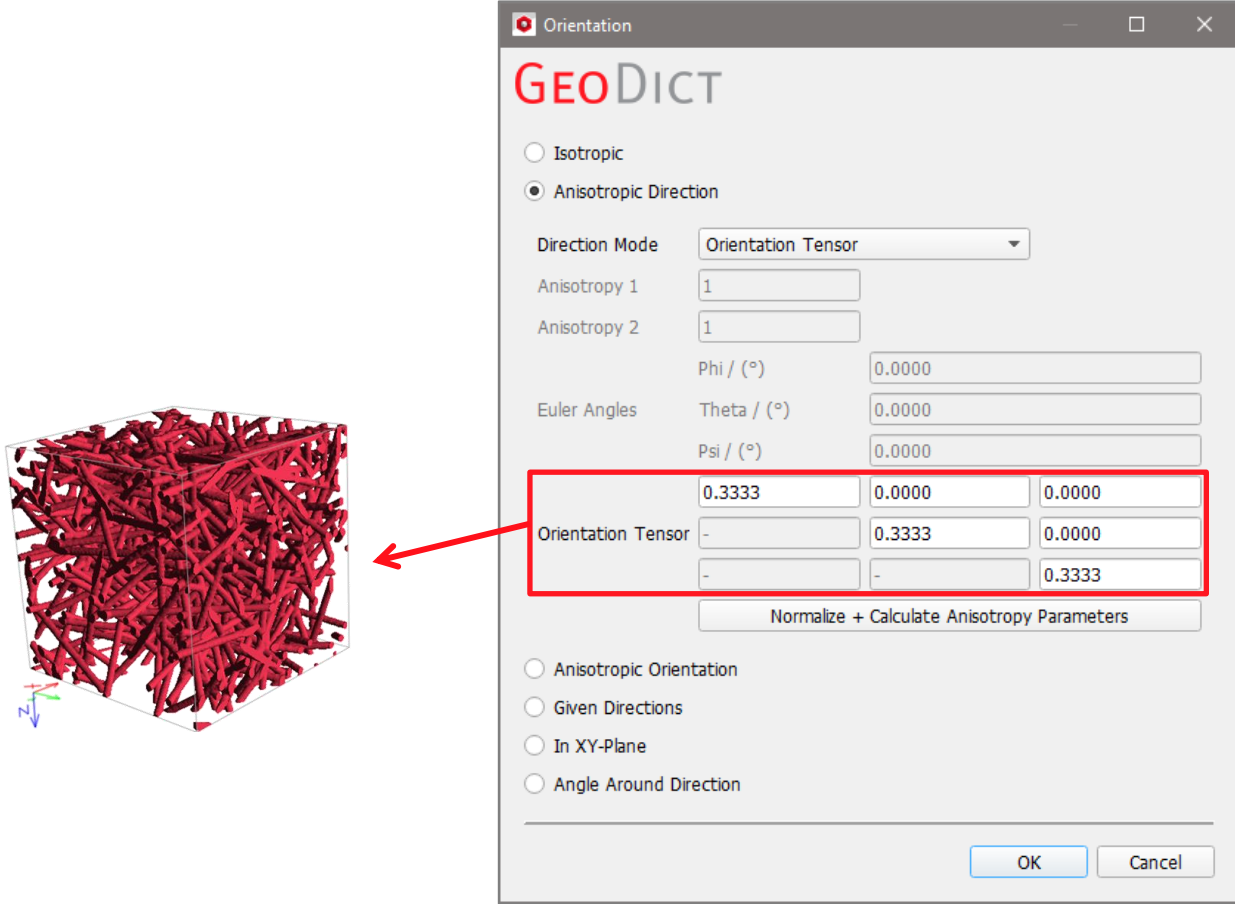 Orientation
GEODICT
Isotropic
Anisotropic Direction
Direction Mode Orientation Tensor
Anisotropy 1 1
Anisotropy 2 1
Phi / (°) 0.0000
Euler Angles Theta / (°) 0.0000
Psi / (°) 0.0000
0.3333 0.0000 0.0000
Orientation Tensor - 0.3333 0.0000
- - 0.3333
Normalize + Calculate Anisotropy Parameters
Anisotropic Orientation
Given Directions
In XY-Plane
Angle Around Direction
OK Cancel
Z